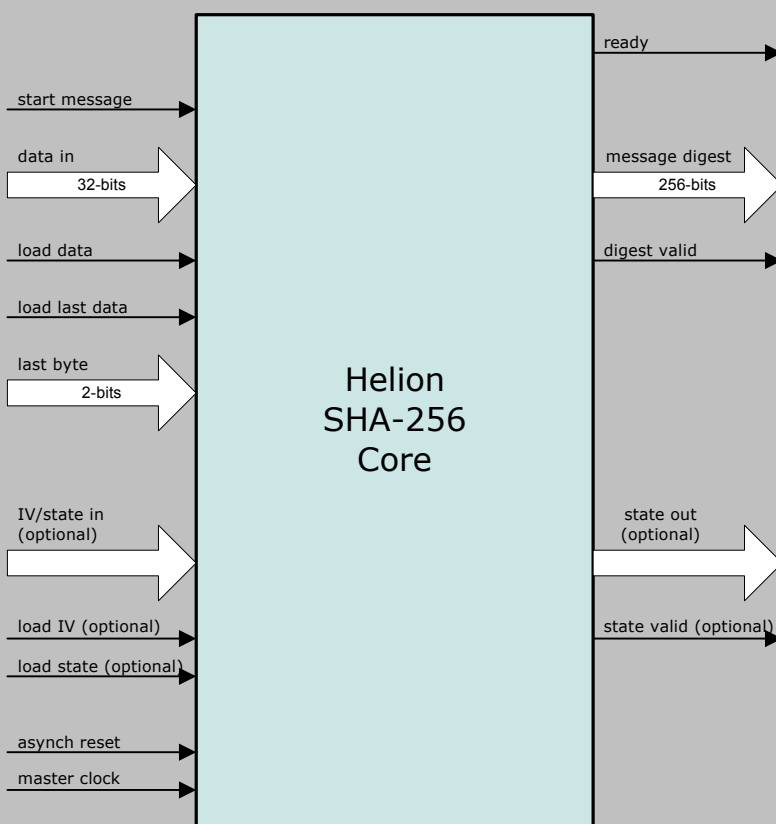 ready
start message
data in
32-bits
message digest
256-bits
load data
digest valid
load last data
last byte
2-bits
Helion
SHA-256
Core
IV/state in
(optional)
state out
(optional)
load IV (optional)
state valid (optional)
load state (optional)
asynch reset
master clock